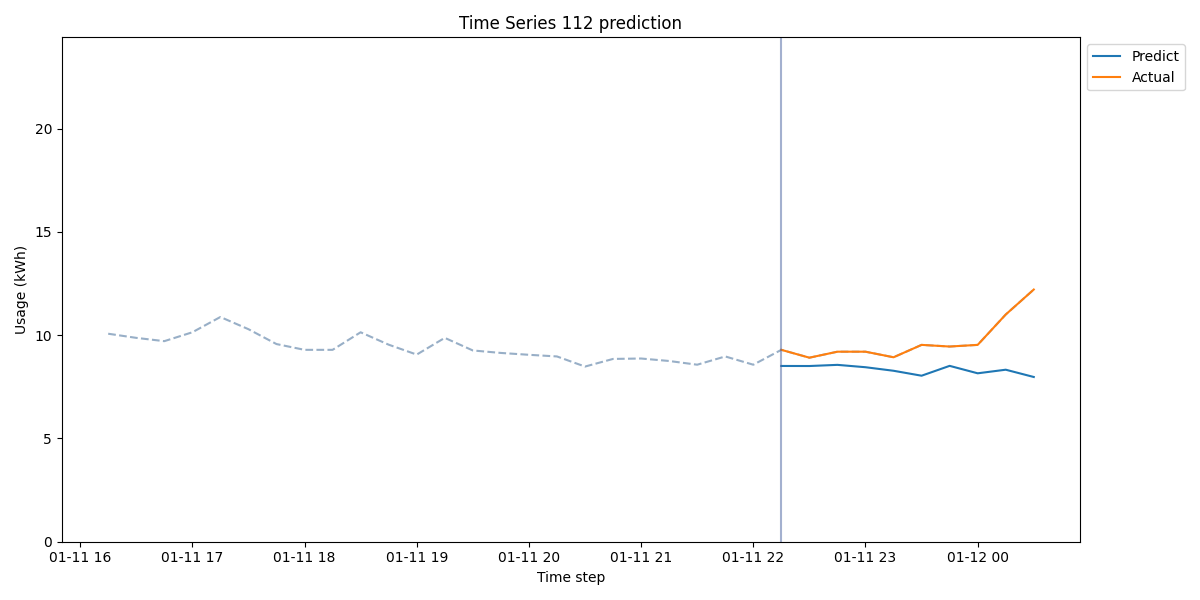 Time Series 112 prediction
Predict
Actual
Usage (kWh)
20
15
10
5
0
01-11 16 01-11 17 01-11 18 01-11 19 01-11 20 01-11 21 01-11 22 01-11 23 01-12 00
Time step